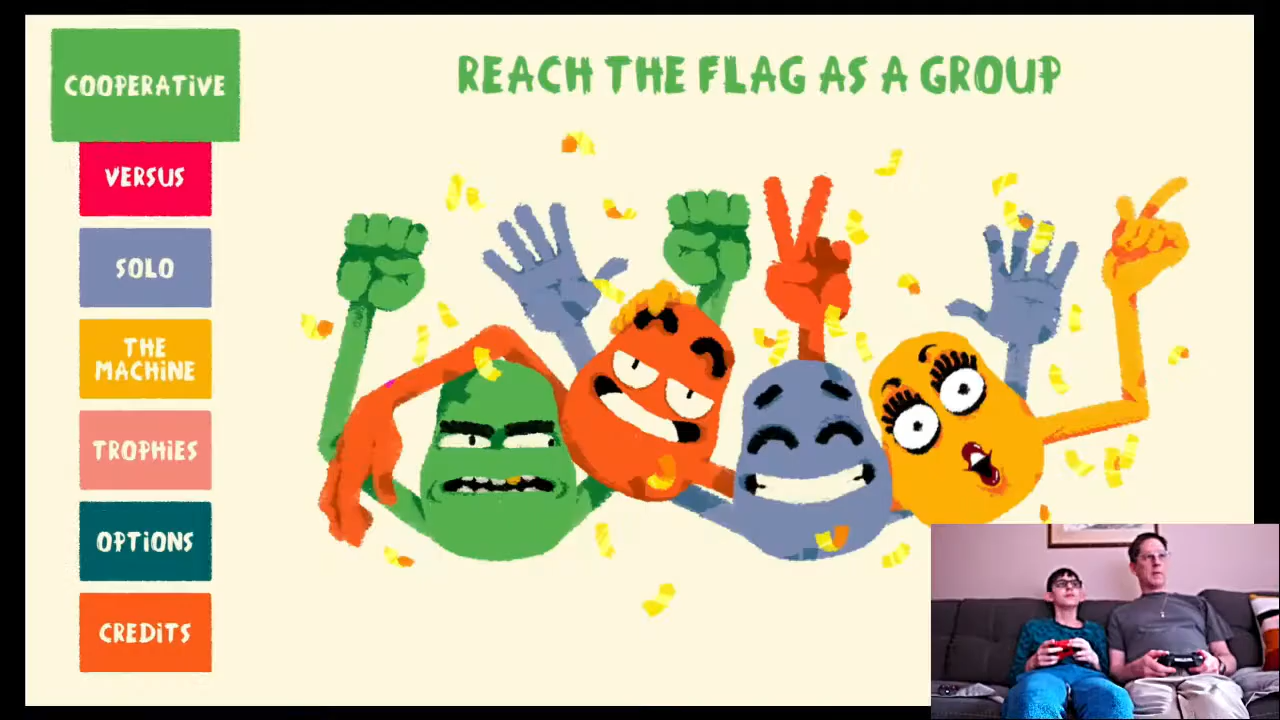 COOPERATIVE
REACH THE FLAG AS A GROUP
VERSUS
SOLO
THE
MACHINE
TROPHIES
OPTIONS
CREDITS